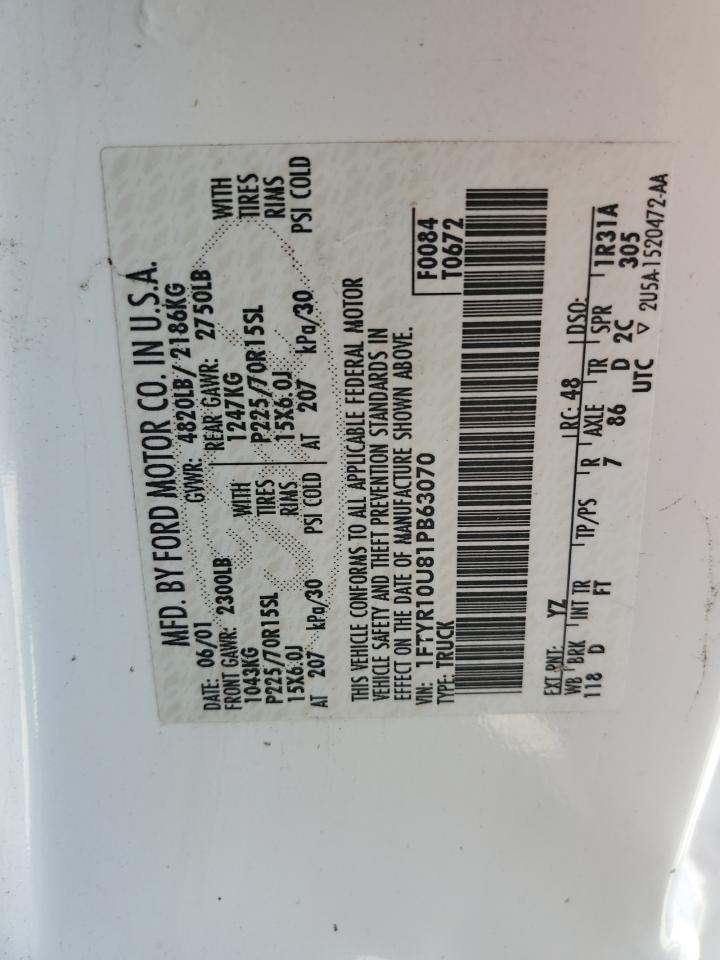 MFD. BY FORD MOTOR CO. IN U.S.A.
DATE: 06/01 GVWR: 4820LB/2186KG
FRONT GAWR: 2300LB REAR GAWR: 2750LB
1043KG WITH 1247KG WITH
P225/70R15SL TIRES P225/70R15SL TIRES
15X6.0J RIMS 15X6.0J RIMS
AT 207 kPa/30 PSI COLD AT 207 kPa/30 PSI COLD
THIS VEHICLE CONFORMS TO ALL APPLICABLE FEDERAL MOTOR
VEHICLE SAFETY AND THEFT PREVENTION STANDARDS IN
EFFECT ON THE DATE OF MANUFACTURE SHOWN ABOVE.
VIN: 1FTYR10U81PB63070 F0084
TYPE: TRUCK T0672
EXT PNT: YZ RC: 48 DSO:
WB BRK INT TR TP/PS R AXLE TR SPR 1R31A
118 D FT 7 86 D 2C 305
UTC ▽ 2U5A-1520472-AA